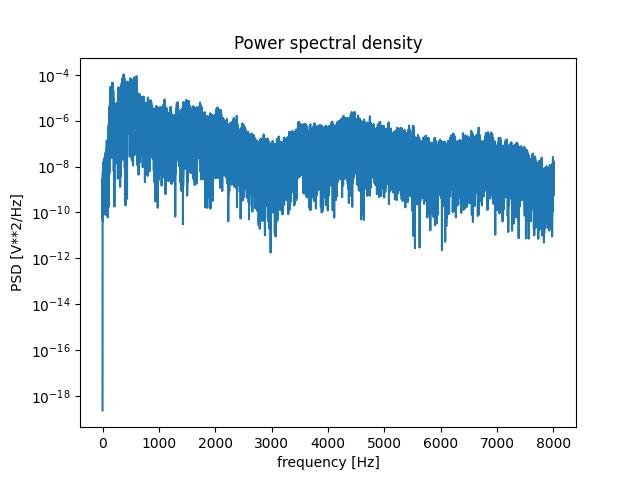 Power spectral density
PSD [V**2/Hz]
10⁻⁴
10⁻⁶
10⁻⁸
10⁻¹⁰
10⁻¹²
10⁻¹⁴
10⁻¹⁶
10⁻¹⁸
0 1000 2000 3000 4000 5000 6000 7000 8000
frequency [Hz]